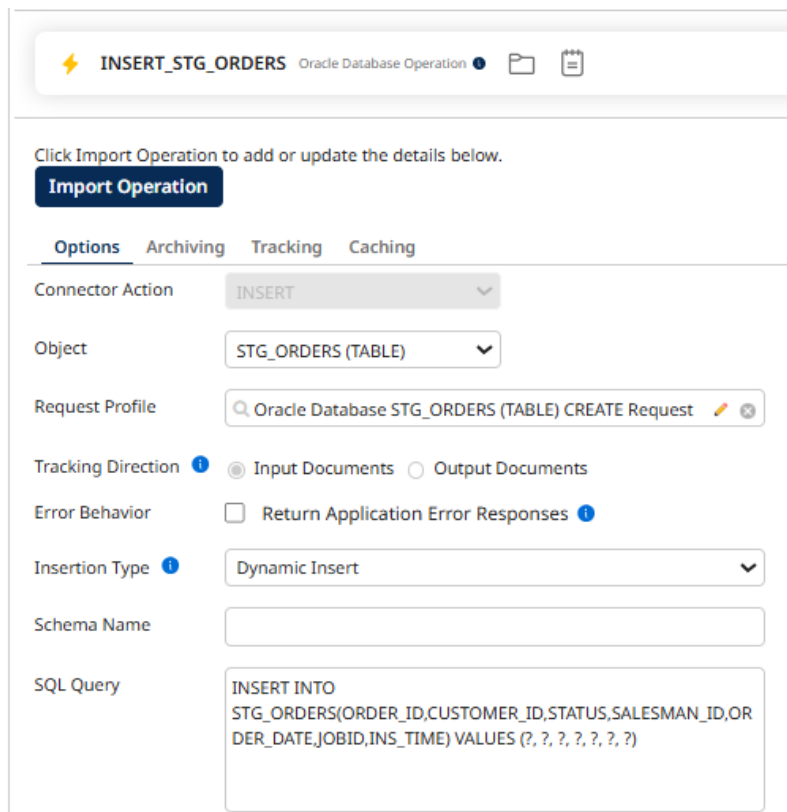 INSERT_STG_ORDERS Oracle Database Operation i
Click Import Operation to add or update the details below.
Import Operation
Options Archiving Tracking Caching
Connector Action INSERT
Object STG_ORDERS (TABLE)
Request Profile Oracle Database STG_ORDERS (TABLE) CREATE Request
Tracking Direction i Input Documents Output Documents
Error Behavior Return Application Error Responses i
Insertion Type i Dynamic Insert
Schema Name
SQL Query INSERT INTO
STG_ORDERS(ORDER_ID,CUSTOMER_ID,STATUS,SALESMAN_ID,OR
DER_DATE,JOBID,INS_TIME) VALUES (?, ?, ?, ?, ?, ?, ?)